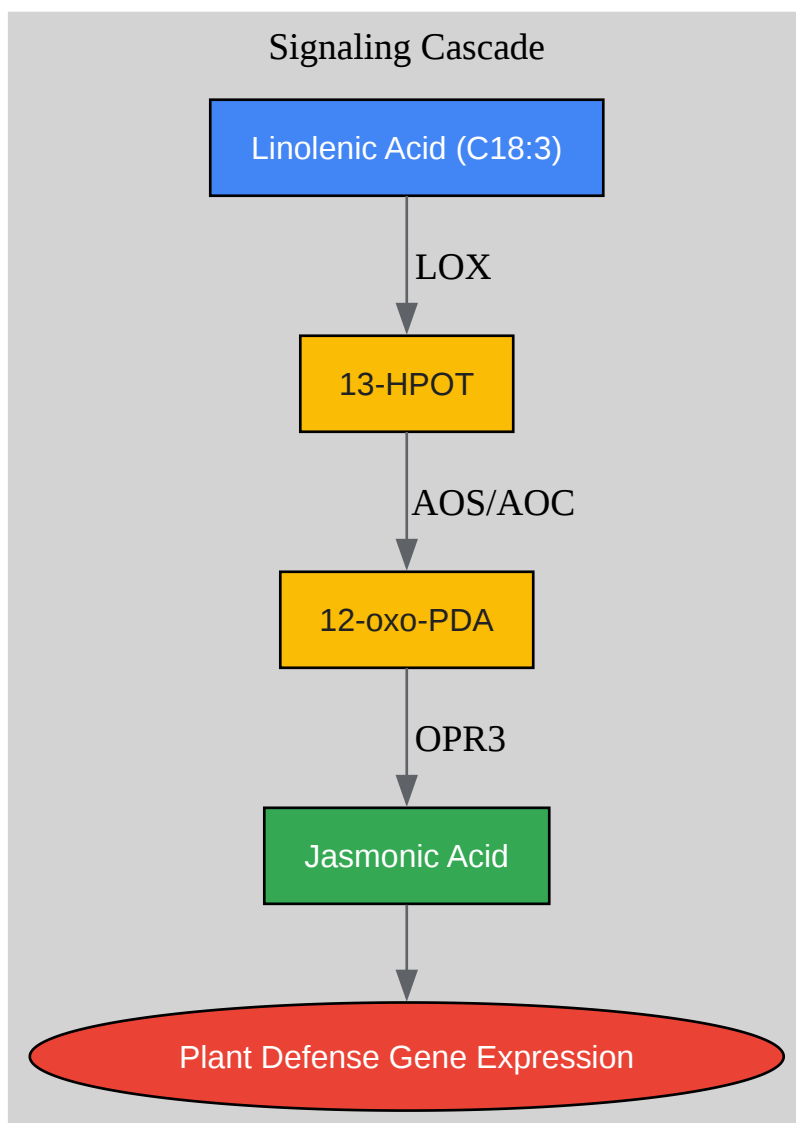 Signaling Cascade
Linolenic Acid (C18:3)
LOX
13-HPOT
AOS/AOC
12-oxo-PDA
OPR3
Jasmonic Acid
Plant Defense Gene Expression